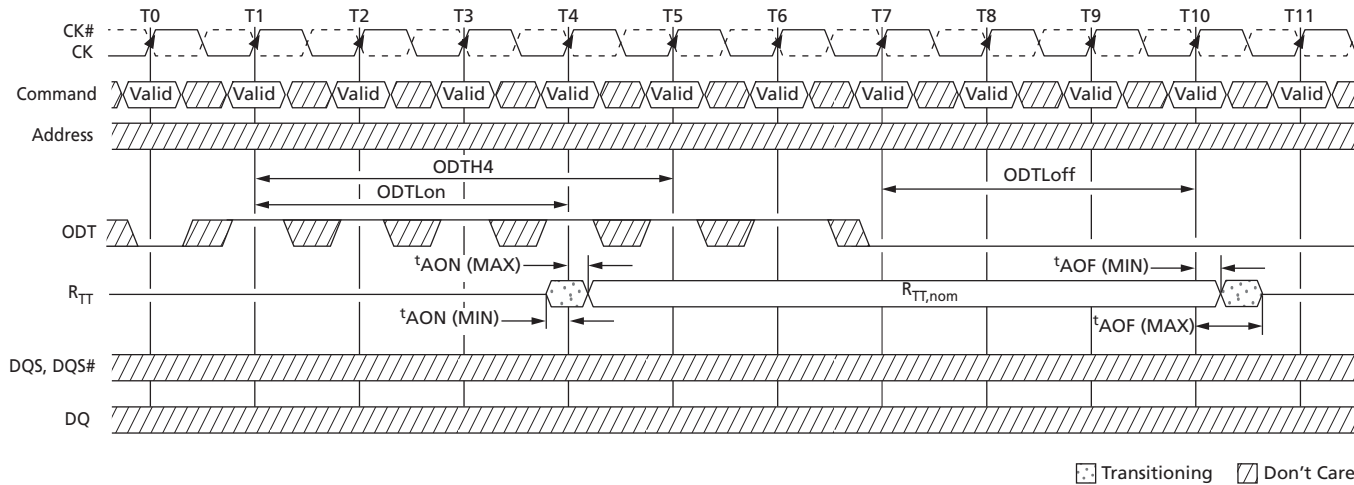 T0 T1 T2 T3 T4 T5 T6 T7 T8 T9 T10 T11
CK#
CK
Command Valid Valid Valid Valid Valid Valid Valid Valid Valid Valid Valid Valid
Address
ODTH4
ODTLon ODTLoff
ODT
tAON (MAX) tAOF (MIN)
RTT RTT,nom
tAON (MIN) tAOF (MAX)
DQS, DQS#
DQ
Transitioning Don't Care